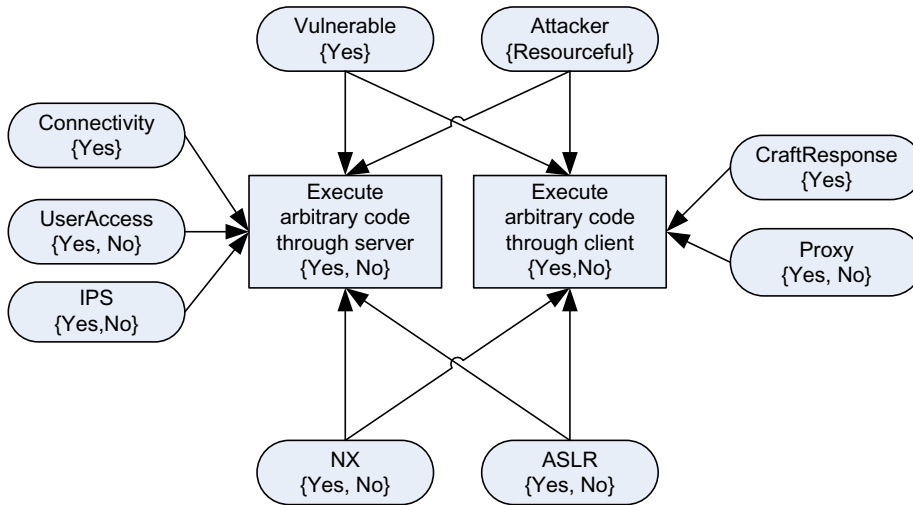 Vulnerable
{Yes}
Attacker
{Resourceful}
Connectivity
{Yes}
UserAccess
{Yes, No}
IPS
{Yes,No}
Execute
arbitrary code
through server
{Yes, No}
Execute
arbitrary code
through client
{Yes,No}
CraftResponse
{Yes}
Proxy
{Yes, No}
NX
{Yes, No}
ASLR
{Yes, No}